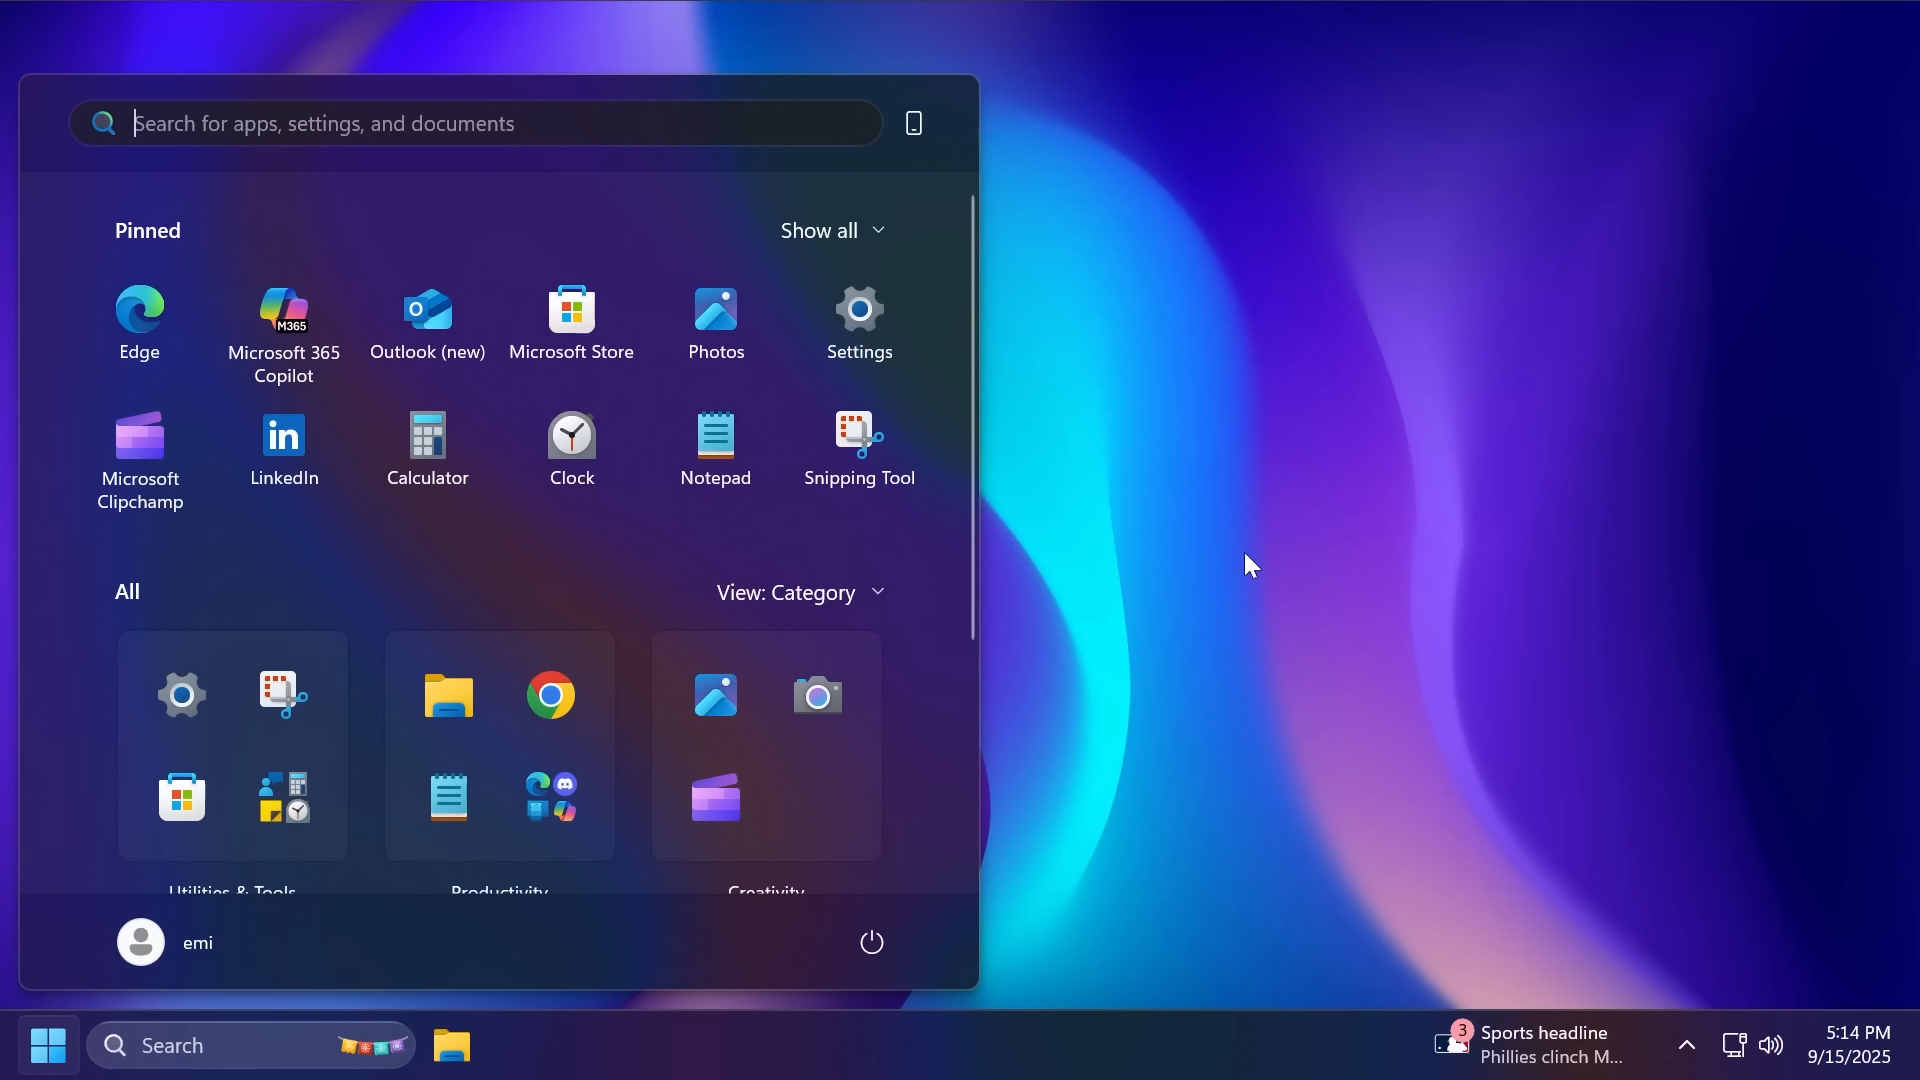 Search for apps, settings, and documents
Pinned
Show all
Edge
Microsoft 365
Copilot
M365
Outlook (new)
Microsoft Store
Photos
Settings
Microsoft
Clipchamp
LinkedIn
Calculator
Clock
Notepad
Snipping Tool
All
View: Category
Utilities & Tools
Productivity
Creativity
emi
Search
3
Sports headline
Phillies clinch M...
5:14 PM
9/15/2025